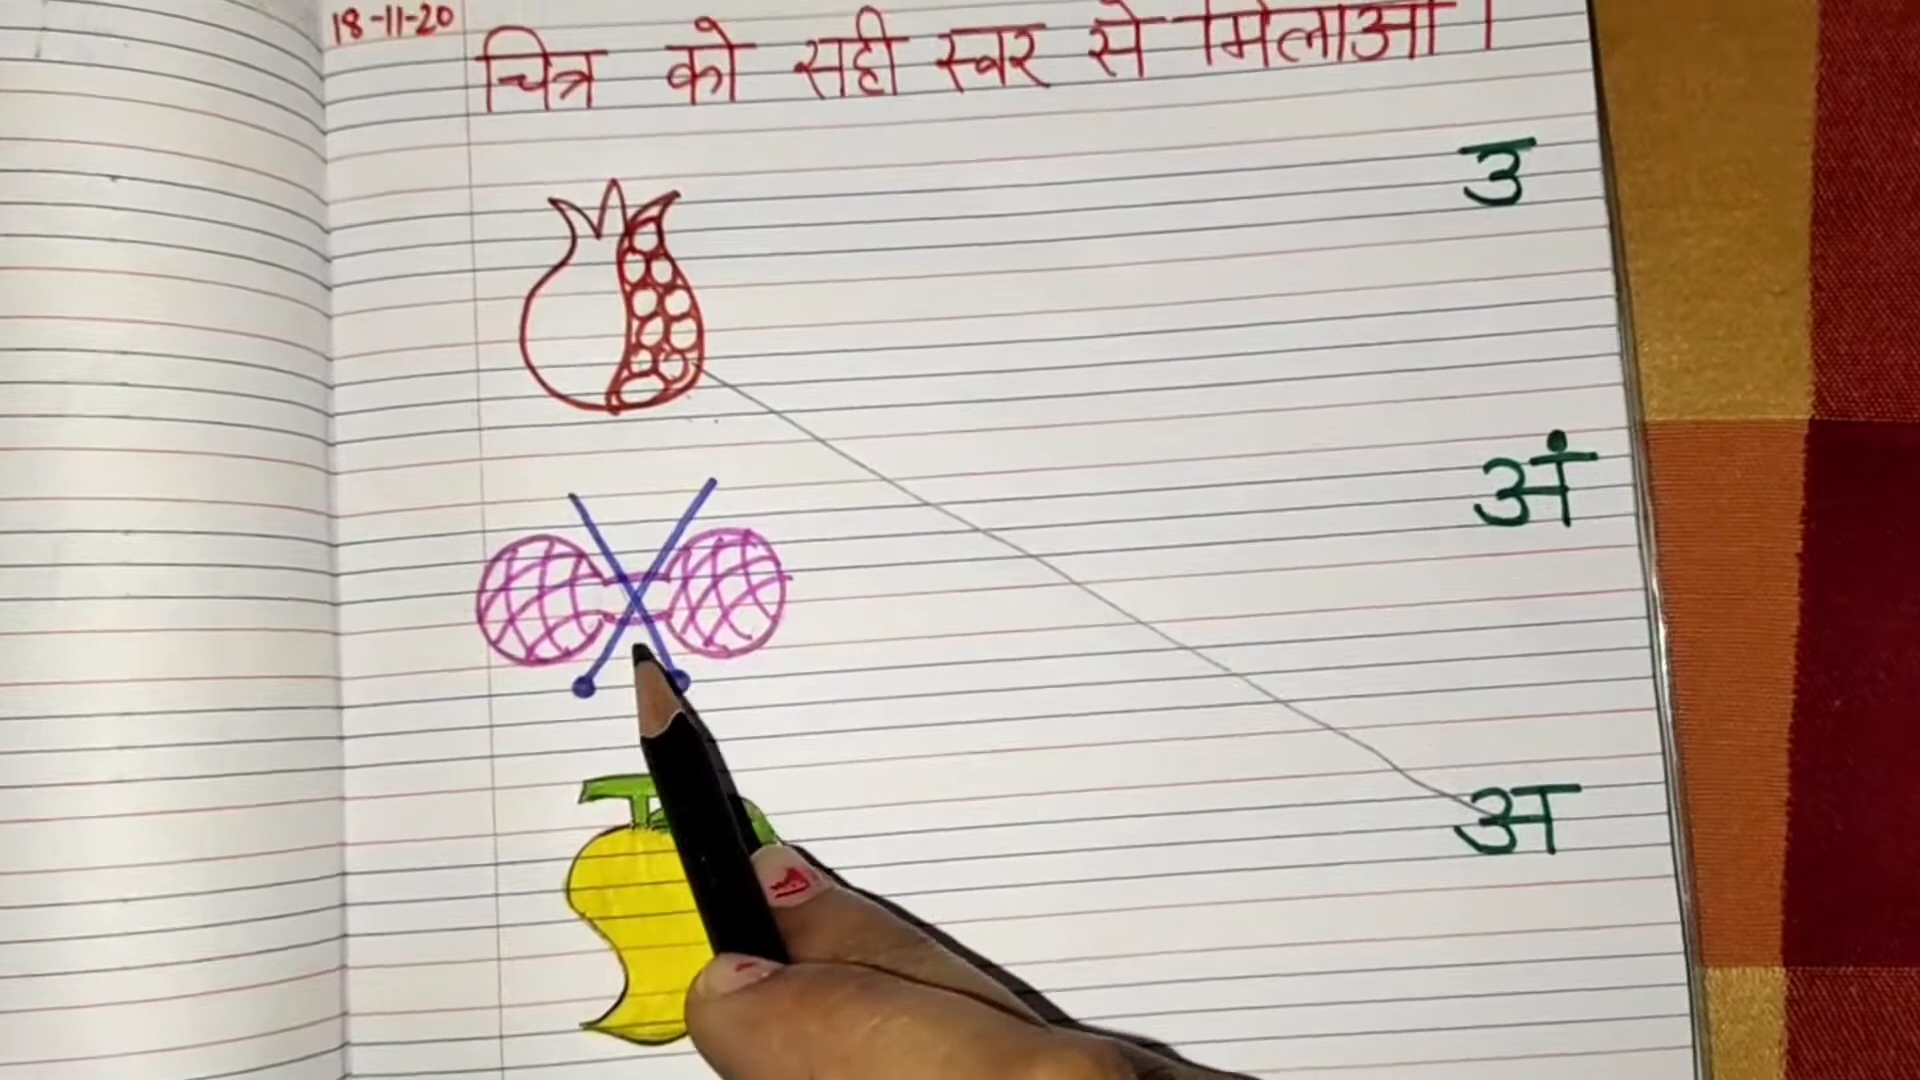 18-11-20
चित्र को सही स्वर से मिलाओ।
उ
अं
अ